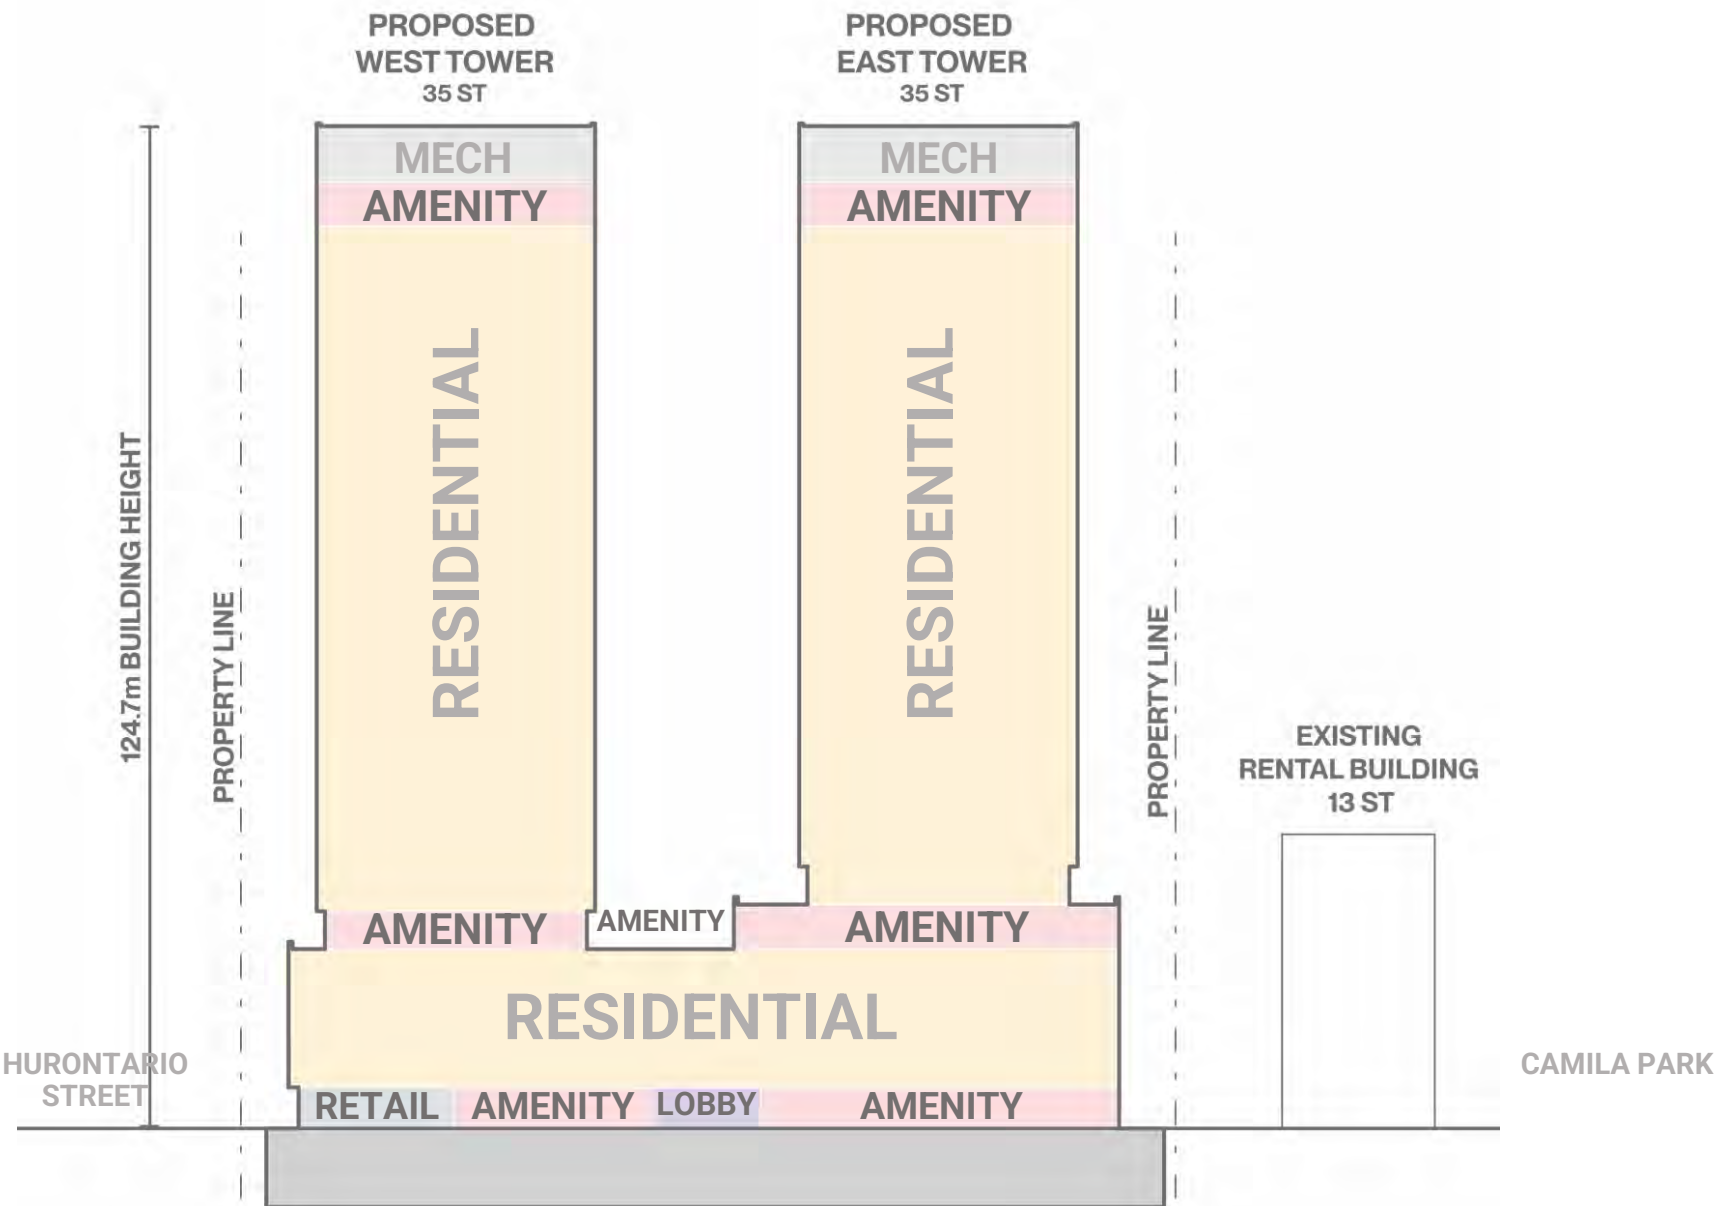 PROPOSED
WEST TOWER
35 ST
PROPOSED
EAST TOWER
35 ST
MECH
MECH
AMENITY
AMENITY
RESIDENTIAL
RESIDENTIAL
124.7m BUILDING HEIGHT
PROPERTY LINE
PROPERTY LINE
EXISTING
RENTAL BUILDING
13 ST
AMENITY
AMENITY
AMENITY
RESIDENTIAL
HURONTARIO
STREET
CAMILA PARK
RETAIL
AMENITY
LOBBY
AMENITY